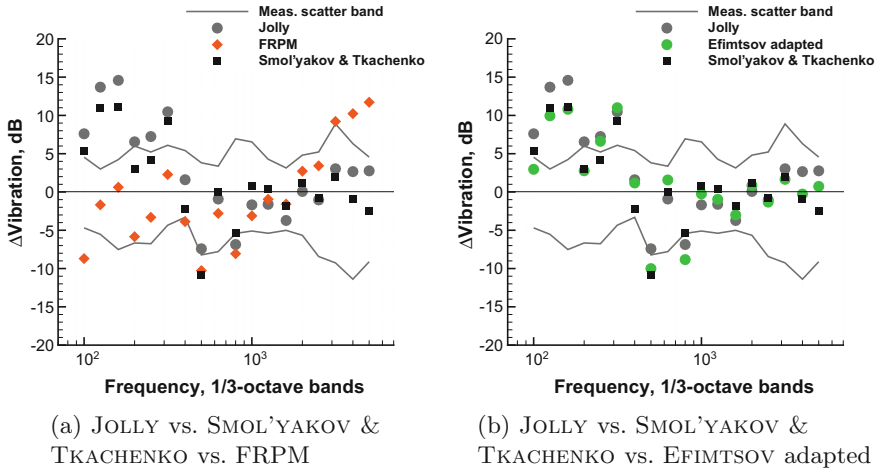 Meas. scatter band
Jolly
FRPM
Smol'yakov & Tkachenko
20
15
10
5
0
-5
-10
-15
-20
ΔVibration, dB
10²
10³
Frequency, 1/3-octave bands
(a) JOLLY vs. SMOL'YAKOV &
TKACHENKO vs. FRPM
Meas. scatter band
Jolly
Efimtsov adapted
Smol'yakov & Tkachenko
20
15
10
5
0
-5
-10
-15
-20
ΔVibration, dB
10²
10³
Frequency, 1/3-octave bands
(b) JOLLY vs. SMOL'YAKOV &
TKACHENKO vs. EFIMTSOV adapted